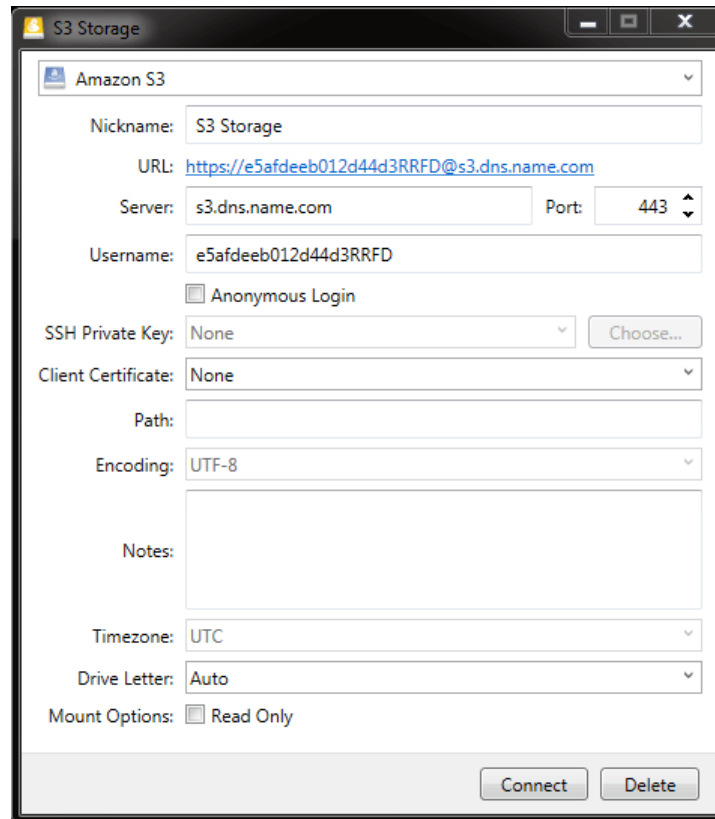 S3 Storage
Amazon S3
Nickname: S3 Storage
URL: https://e5afdeeb012d44d3RRFD@s3.dns.name.com
Server: s3.dns.name.com Port: 443
Username: e5afdeeb012d44d3RRFD
Anonymous Login
SSH Private Key: None Choose...
Client Certificate: None
Path:
Encoding: UTF-8
Notes:
Timezone: UTC
Drive Letter: Auto
Mount Options: Read Only
Connect Delete